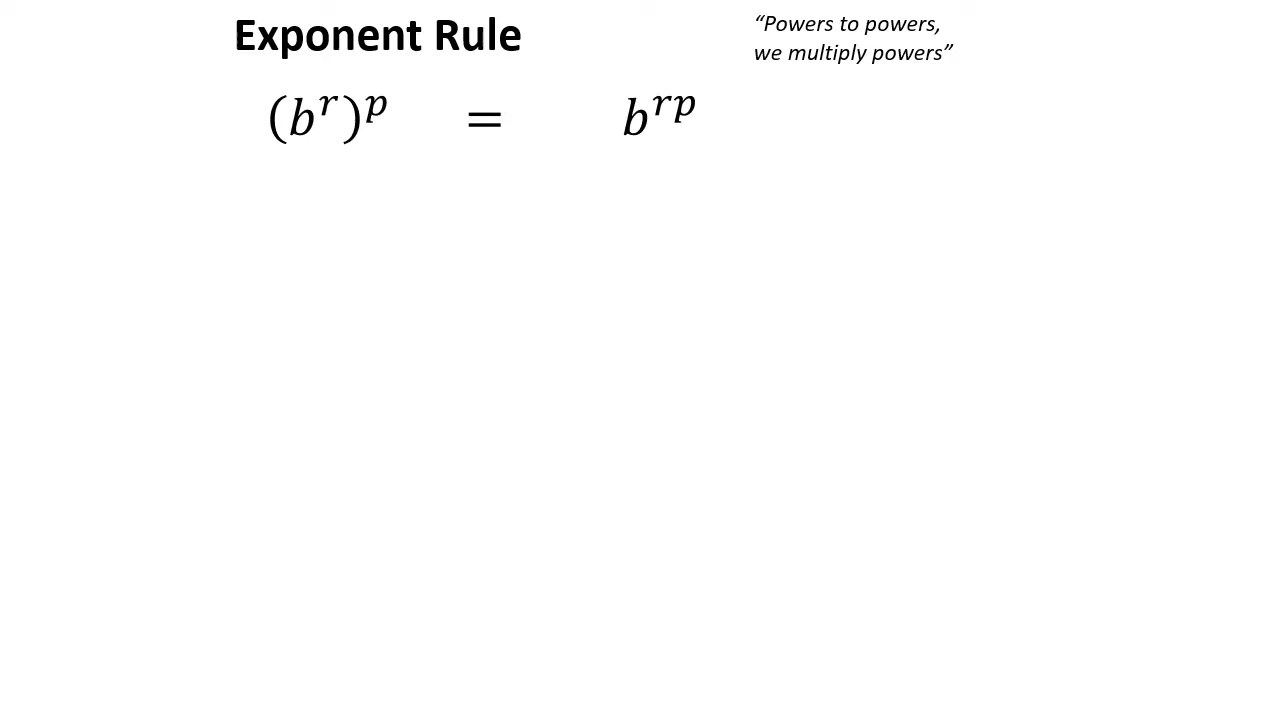 Exponent Rule
“Powers to powers,
we multiply powers”
(b^r)^p = b^{rp}